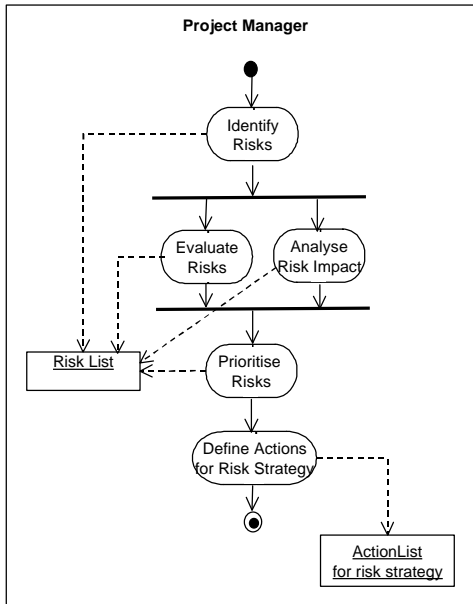 Project Manager
Identify
Risks
Evaluate
Risks
Analyse
Risk Impact
Risk List
Prioritise
Risks
Define Actions
for Risk Strategy
ActionList
for risk strategy